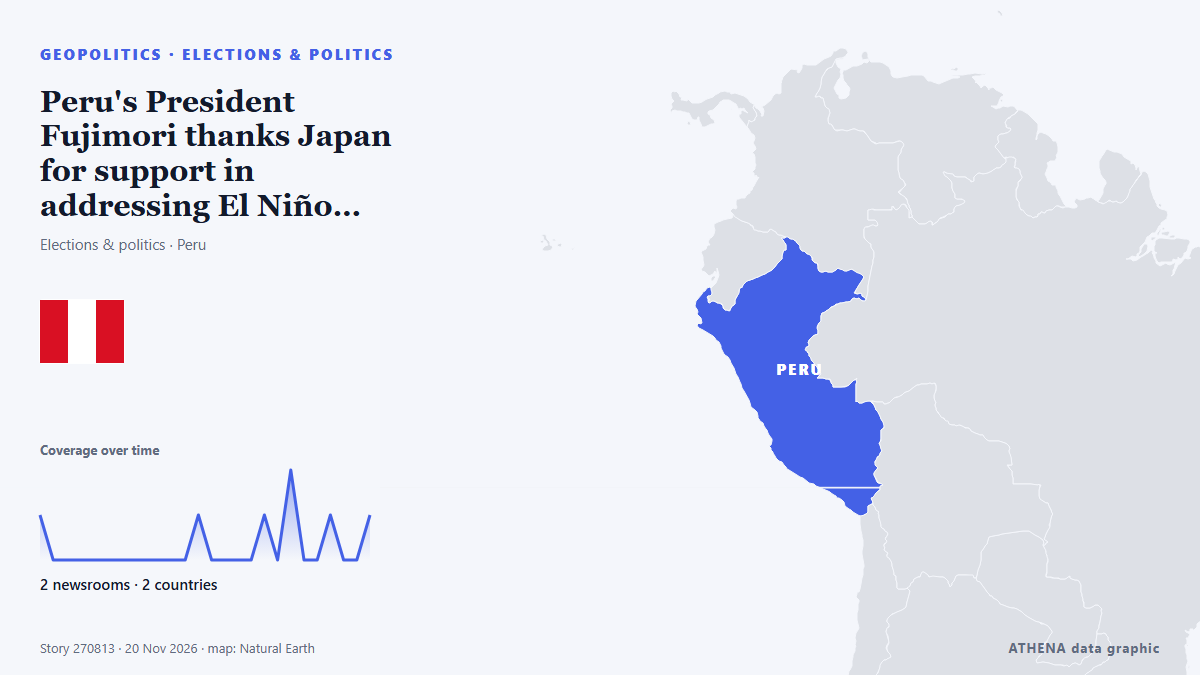 GEOPOLITICS · ELECTIONS & POLITICS
Peru's President
Fujimori thanks Japan
for support in
addressing El Niño...
Elections & politics · Peru
PERU
Coverage over time
2 newsrooms · 2 countries
Story 270813 · 20 Nov 2026 · map: Natural Earth
ATHENA data graphic